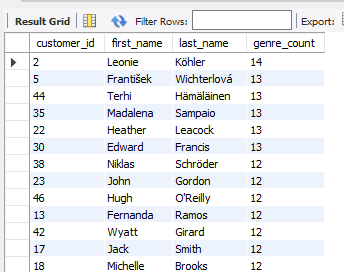 Result Grid Filter Rows: Export:
customer_id first_name last_name genre_count
2 Leonie Köhler 14
5 František Wichterlová 13
44 Terhi Hämäläinen 13
35 Madalena Sampaio 13
22 Heather Leacock 13
30 Edward Francis 13
38 Niklas Schröder 12
23 John Gordon 12
46 Hugh O'Reilly 12
13 Fernanda Ramos 12
42 Wyatt Girard 12
17 Jack Smith 12
18 Michelle Brooks 12